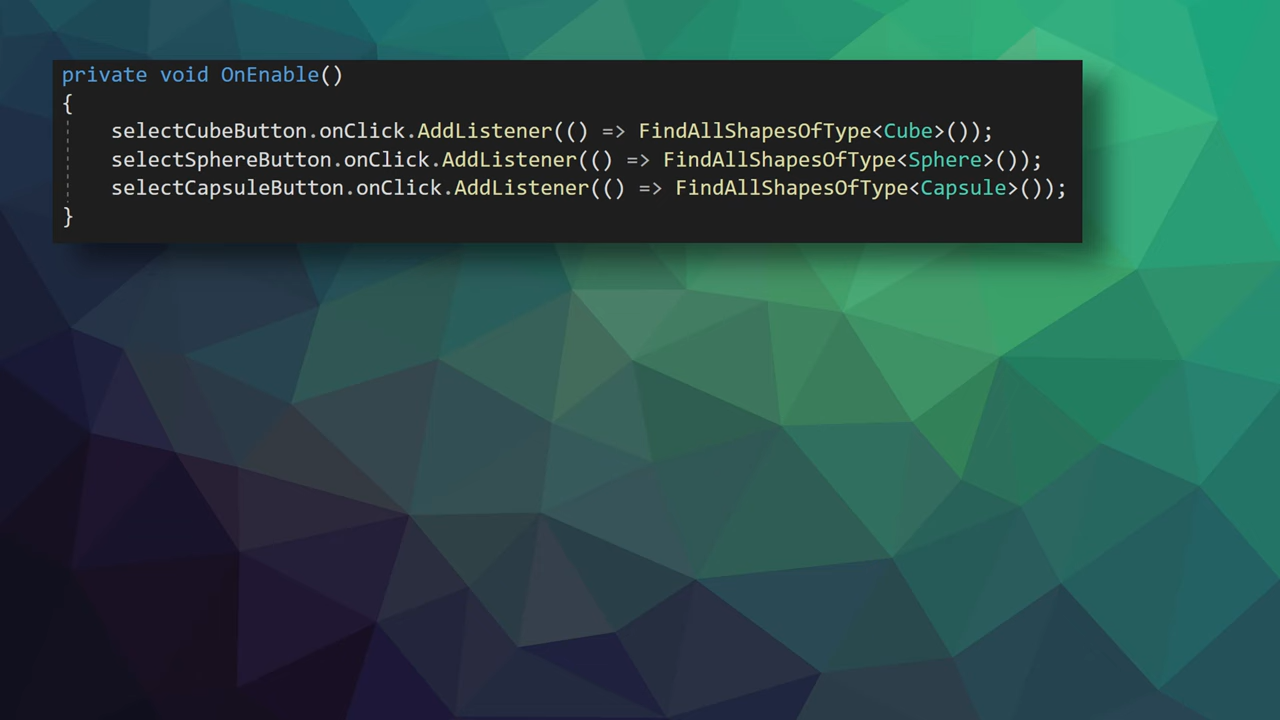 private void OnEnable()
{
    selectCubeButton.onClick.AddListener(() => FindAllShapesOfType<Cube>());
    selectSphereButton.onClick.AddListener(() => FindAllShapesOfType<Sphere>());
    selectCapsuleButton.onClick.AddListener(() => FindAllShapesOfType<Capsule>());
}